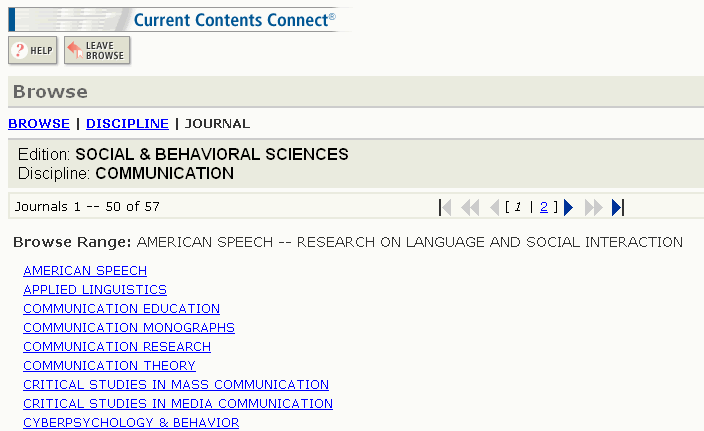 Current Contents Connect®
? HELP
LEAVE BROWSE
Browse
BROWSE | DISCIPLINE | JOURNAL
Edition: SOCIAL & BEHAVIORAL SCIENCES
Discipline: COMMUNICATION
Journals 1 -- 50 of 57 [ 1 | 2 ]
Browse Range: AMERICAN SPEECH -- RESEARCH ON LANGUAGE AND SOCIAL INTERACTION
AMERICAN SPEECH
APPLIED LINGUISTICS
COMMUNICATION EDUCATION
COMMUNICATION MONOGRAPHS
COMMUNICATION RESEARCH
COMMUNICATION THEORY
CRITICAL STUDIES IN MASS COMMUNICATION
CRITICAL STUDIES IN MEDIA COMMUNICATION
CYBERPSYCHOLOGY & BEHAVIOR